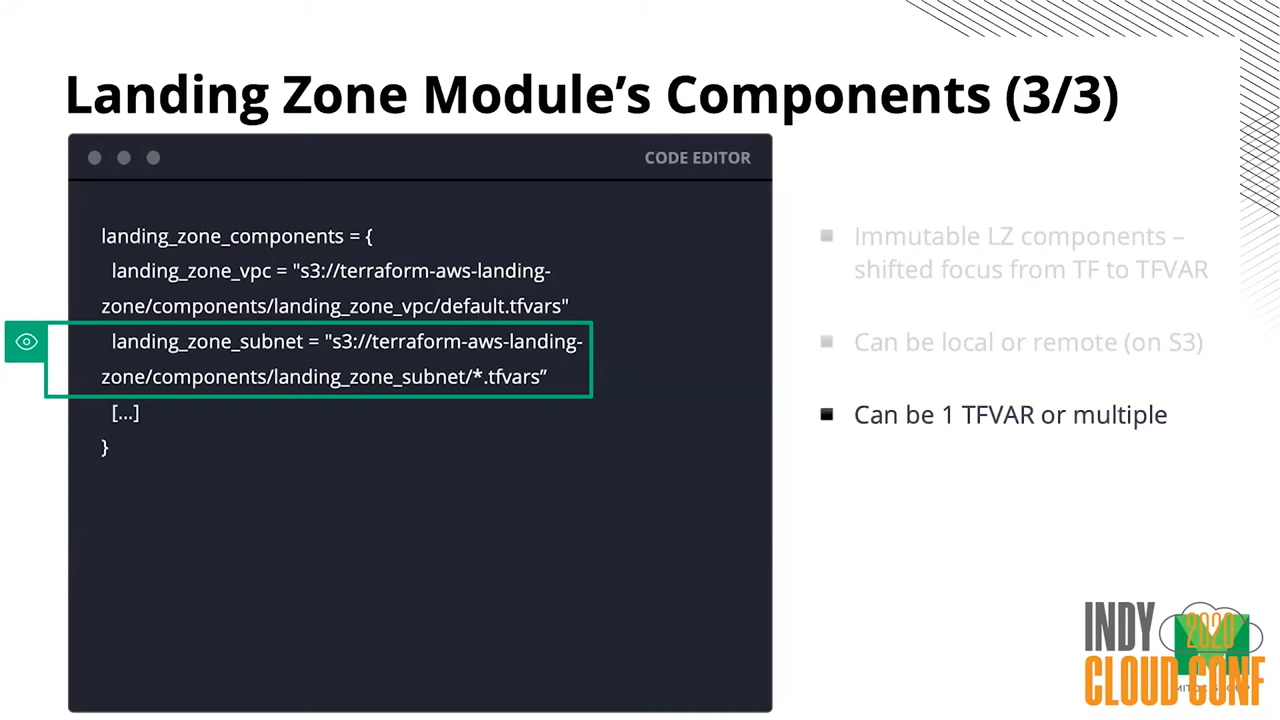 Landing Zone Module’s Components (3/3)
CODE EDITOR
landing_zone_components = {
landing_zone_vpc = "s3://terraform-aws-landing-
zone/components/landing_zone_vpc/default.tfvars"
landing_zone_subnet = "s3://terraform-aws-landing-
zone/components/landing_zone_subnet/*.tfvars”
[...]
}
Immutable LZ components –
shifted focus from TF to TFVAR
Can be local or remote (on S3)
Can be 1 TFVAR or multiple
INDY 2020
CLOUD CONF